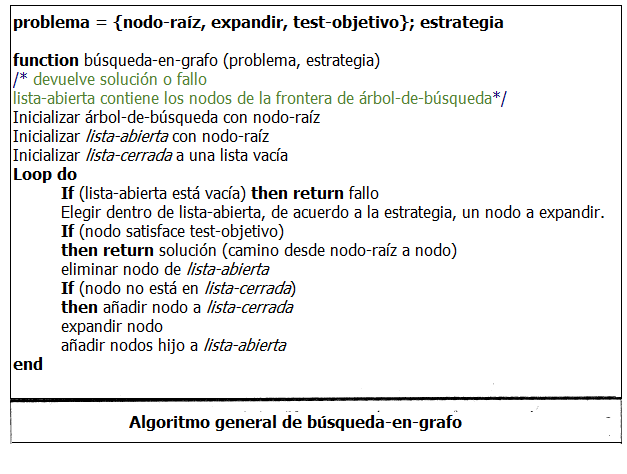 problema = {nodo-raíz, expandir, test-objetivo}; estrategia
function búsqueda-en-grafo (problema, estrategia)
/* devuelve solución o fallo
lista-abierta contiene los nodos de la frontera de árbol-de-búsqueda*/
Inicializar árbol-de-búsqueda con nodo-raíz
Inicializar lista-abierta con nodo-raíz
Inicializar lista-cerrada a una lista vacía
Loop do
If (lista-abierta está vacía) then return fallo
Elegir dentro de lista-abierta, de acuerdo a la estrategia, un nodo a expandir.
If (nodo satisface test-objetivo)
then return solución (camino desde nodo-raíz a nodo)
eliminar nodo de lista-abierta
If (nodo no está en lista-cerrada)
then añadir nodo a lista-cerrada
expandir nodo
añadir nodos hijo a lista-abierta
end
Algoritmo general de búsqueda-en-grafo